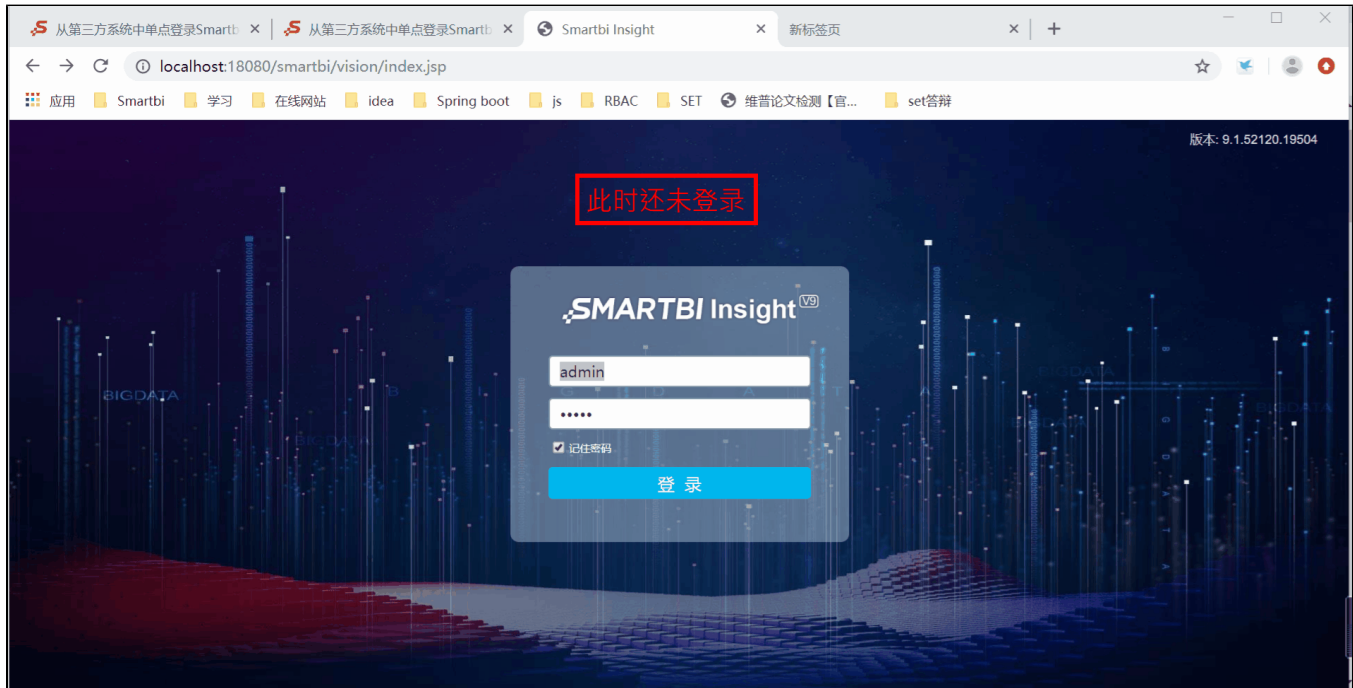 从第三方系统中单点登录Smartb
从第三方系统中单点登录Smartb
Smartbi Insight
新标签页
localhost:18080/smartbi/vision/index.jsp
应用 Smartbi 学习 在线网站 idea Spring boot js RBAC SET 维普论文检测【官... set答辩
版本: 9.1.52120.19504
此时还未登录
SMARTBI Insight V9
admin
•••••
记住密码
登 录
BIGDATA
BIGDATA